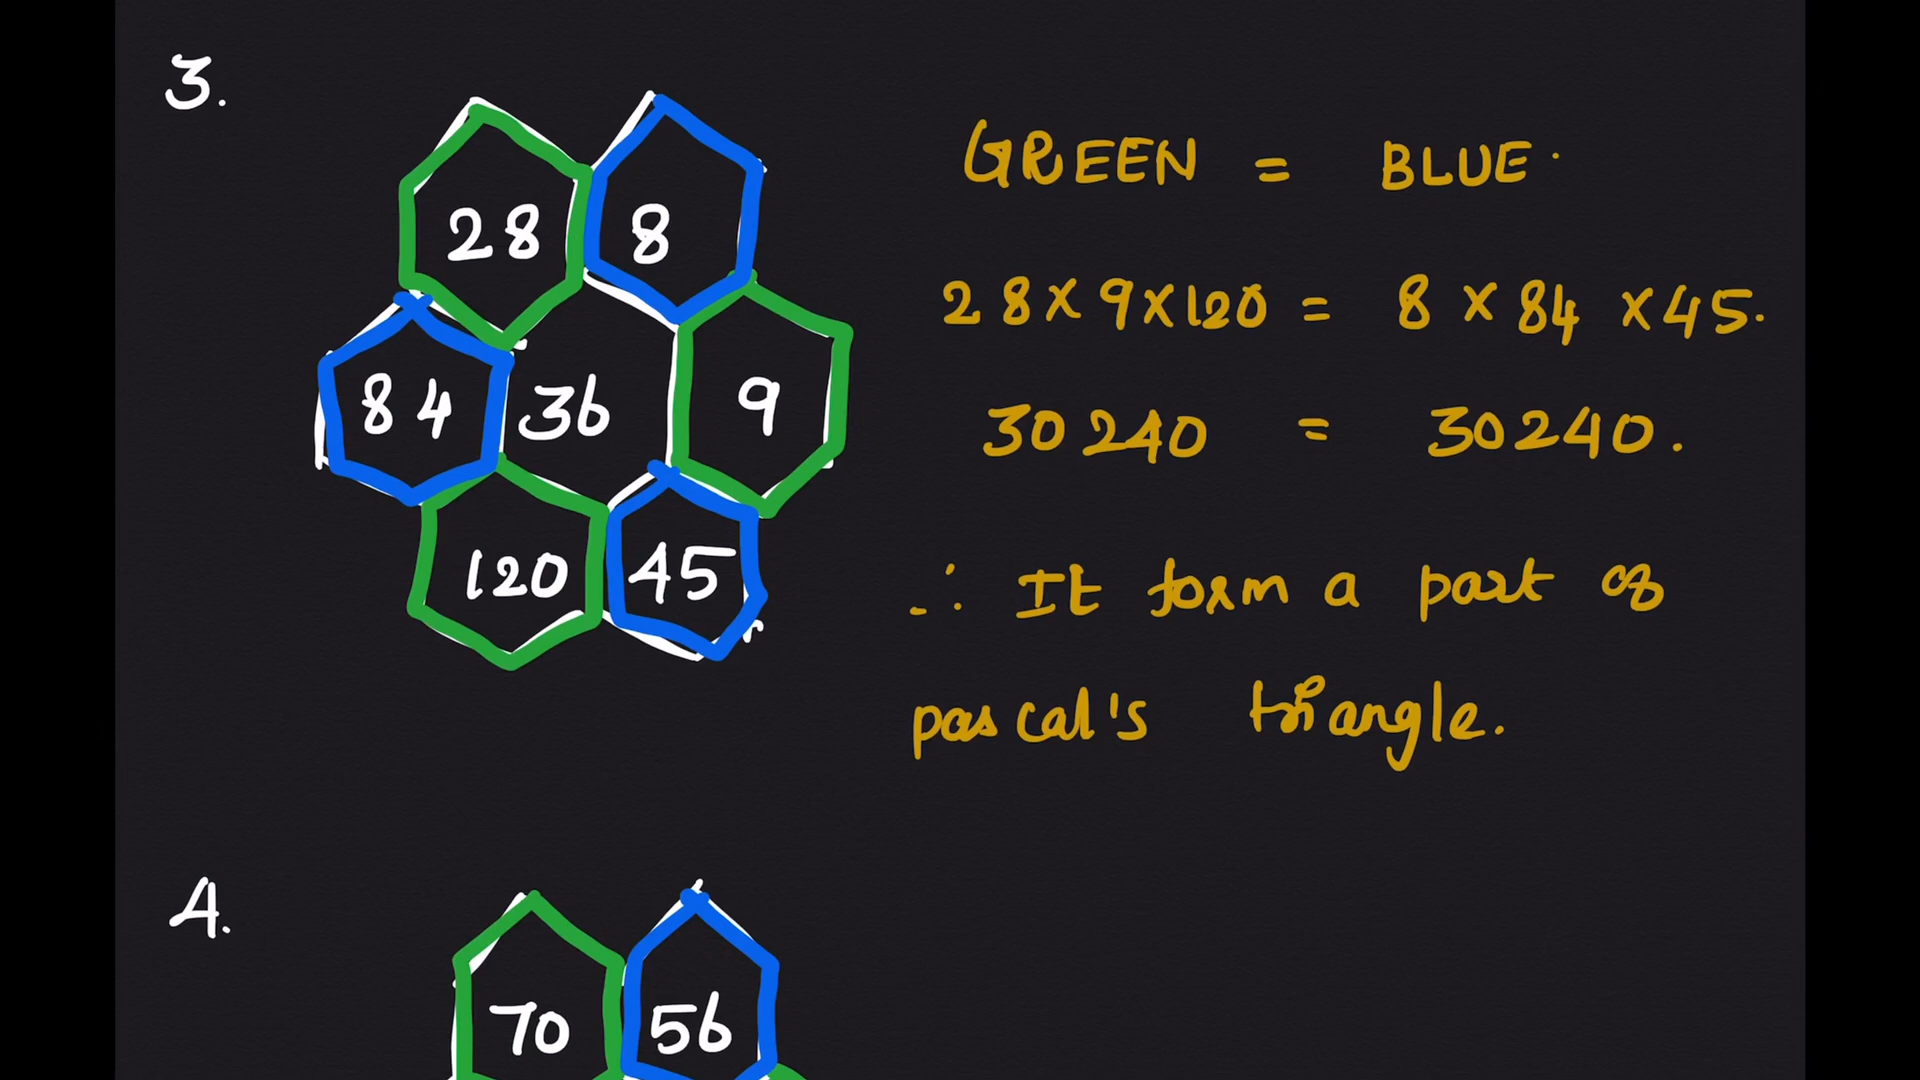 3.
28 8
84 36 9
120 45
GREEN = BLUE.
28 × 9 × 120 = 8 × 84 × 45.
30240 = 30240.
∴ It form a part of
pascal's triangle.
4.
70 56